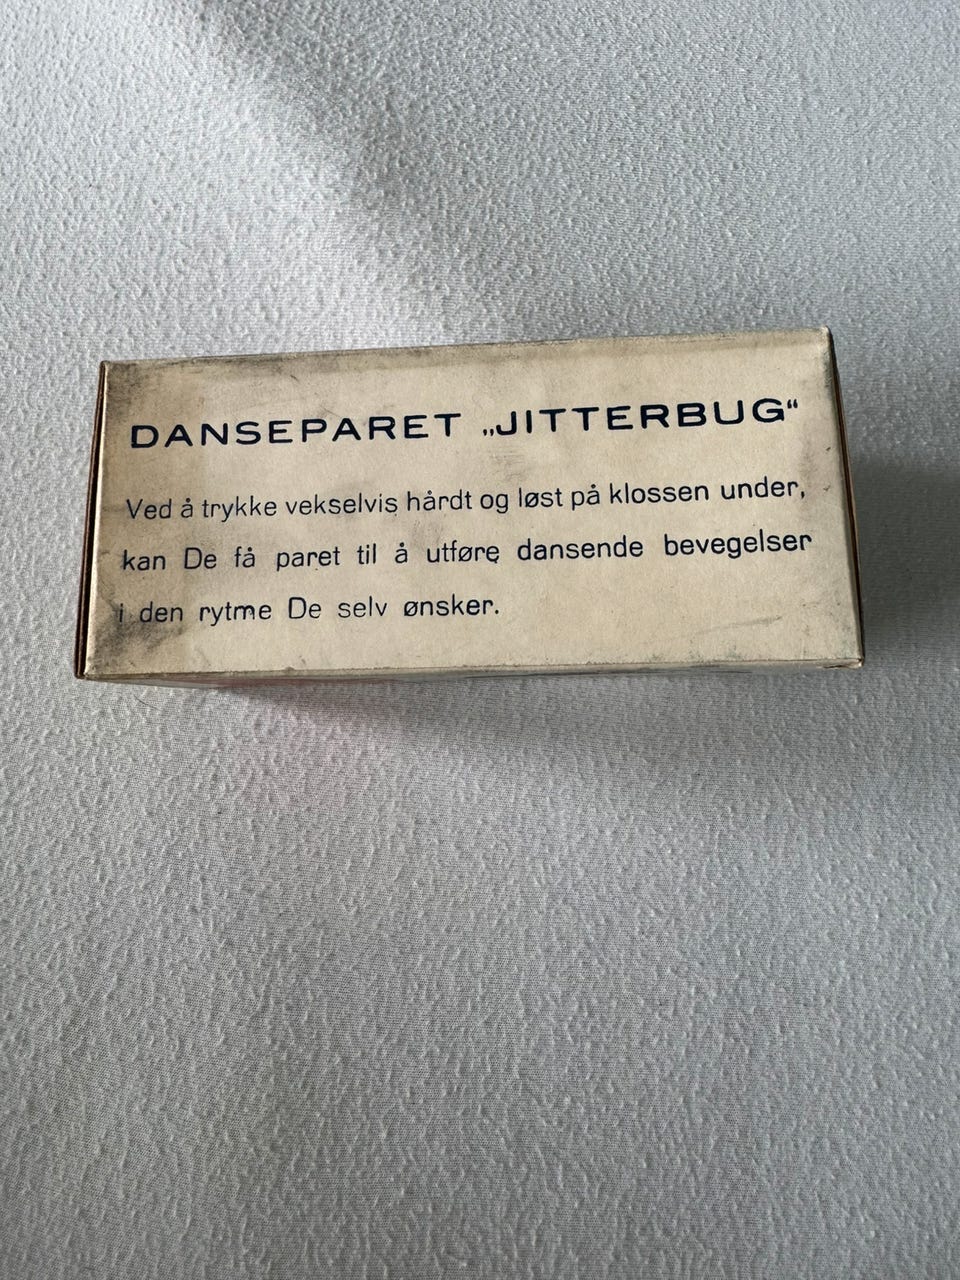 DANSEPARET „JITTERBUG“
Ved å trykke vekselvis hårdt og løst på klossen under,
kan De få paret til å utføre dansende bevegelser
i den rytme De selv ønsker.